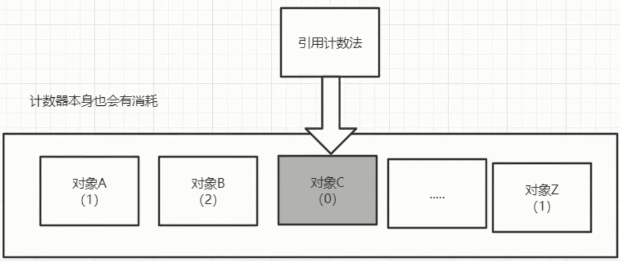 引用计数法
计数器本身也会有消耗
对象A
（1）
对象B
（2）
对象C
（0）
.....
对象Z
（1）